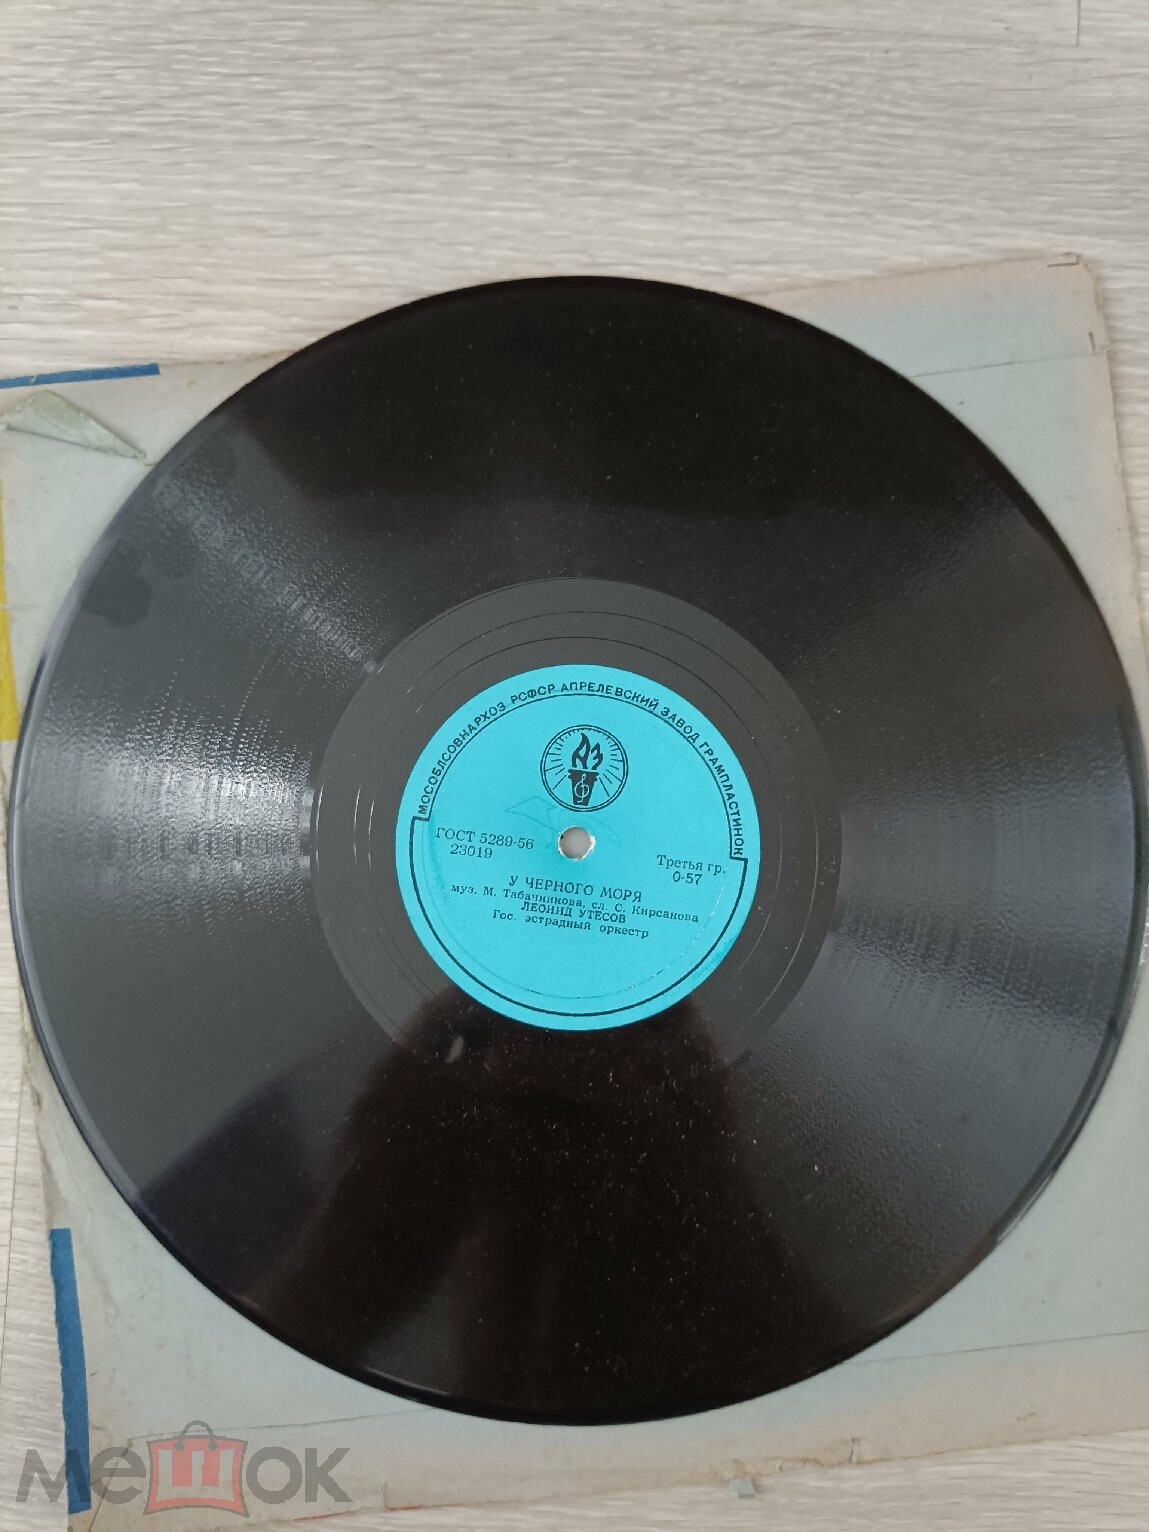 МОСОБЛСОВНАРХОЗ РСФСР АПРЕЛЕВСКИЙ ЗАВОД ГРАМПЛАСТИНОК
АЗ
ГОСТ 5289-56
23019
Третья гр.
0-57
У ЧЕРНОГО МОРЯ
муз. М. Табачникова, сл. С. Кирсанова
ЛЕОНИД УТЕСОВ
Гос. эстрадный оркестр
мешок